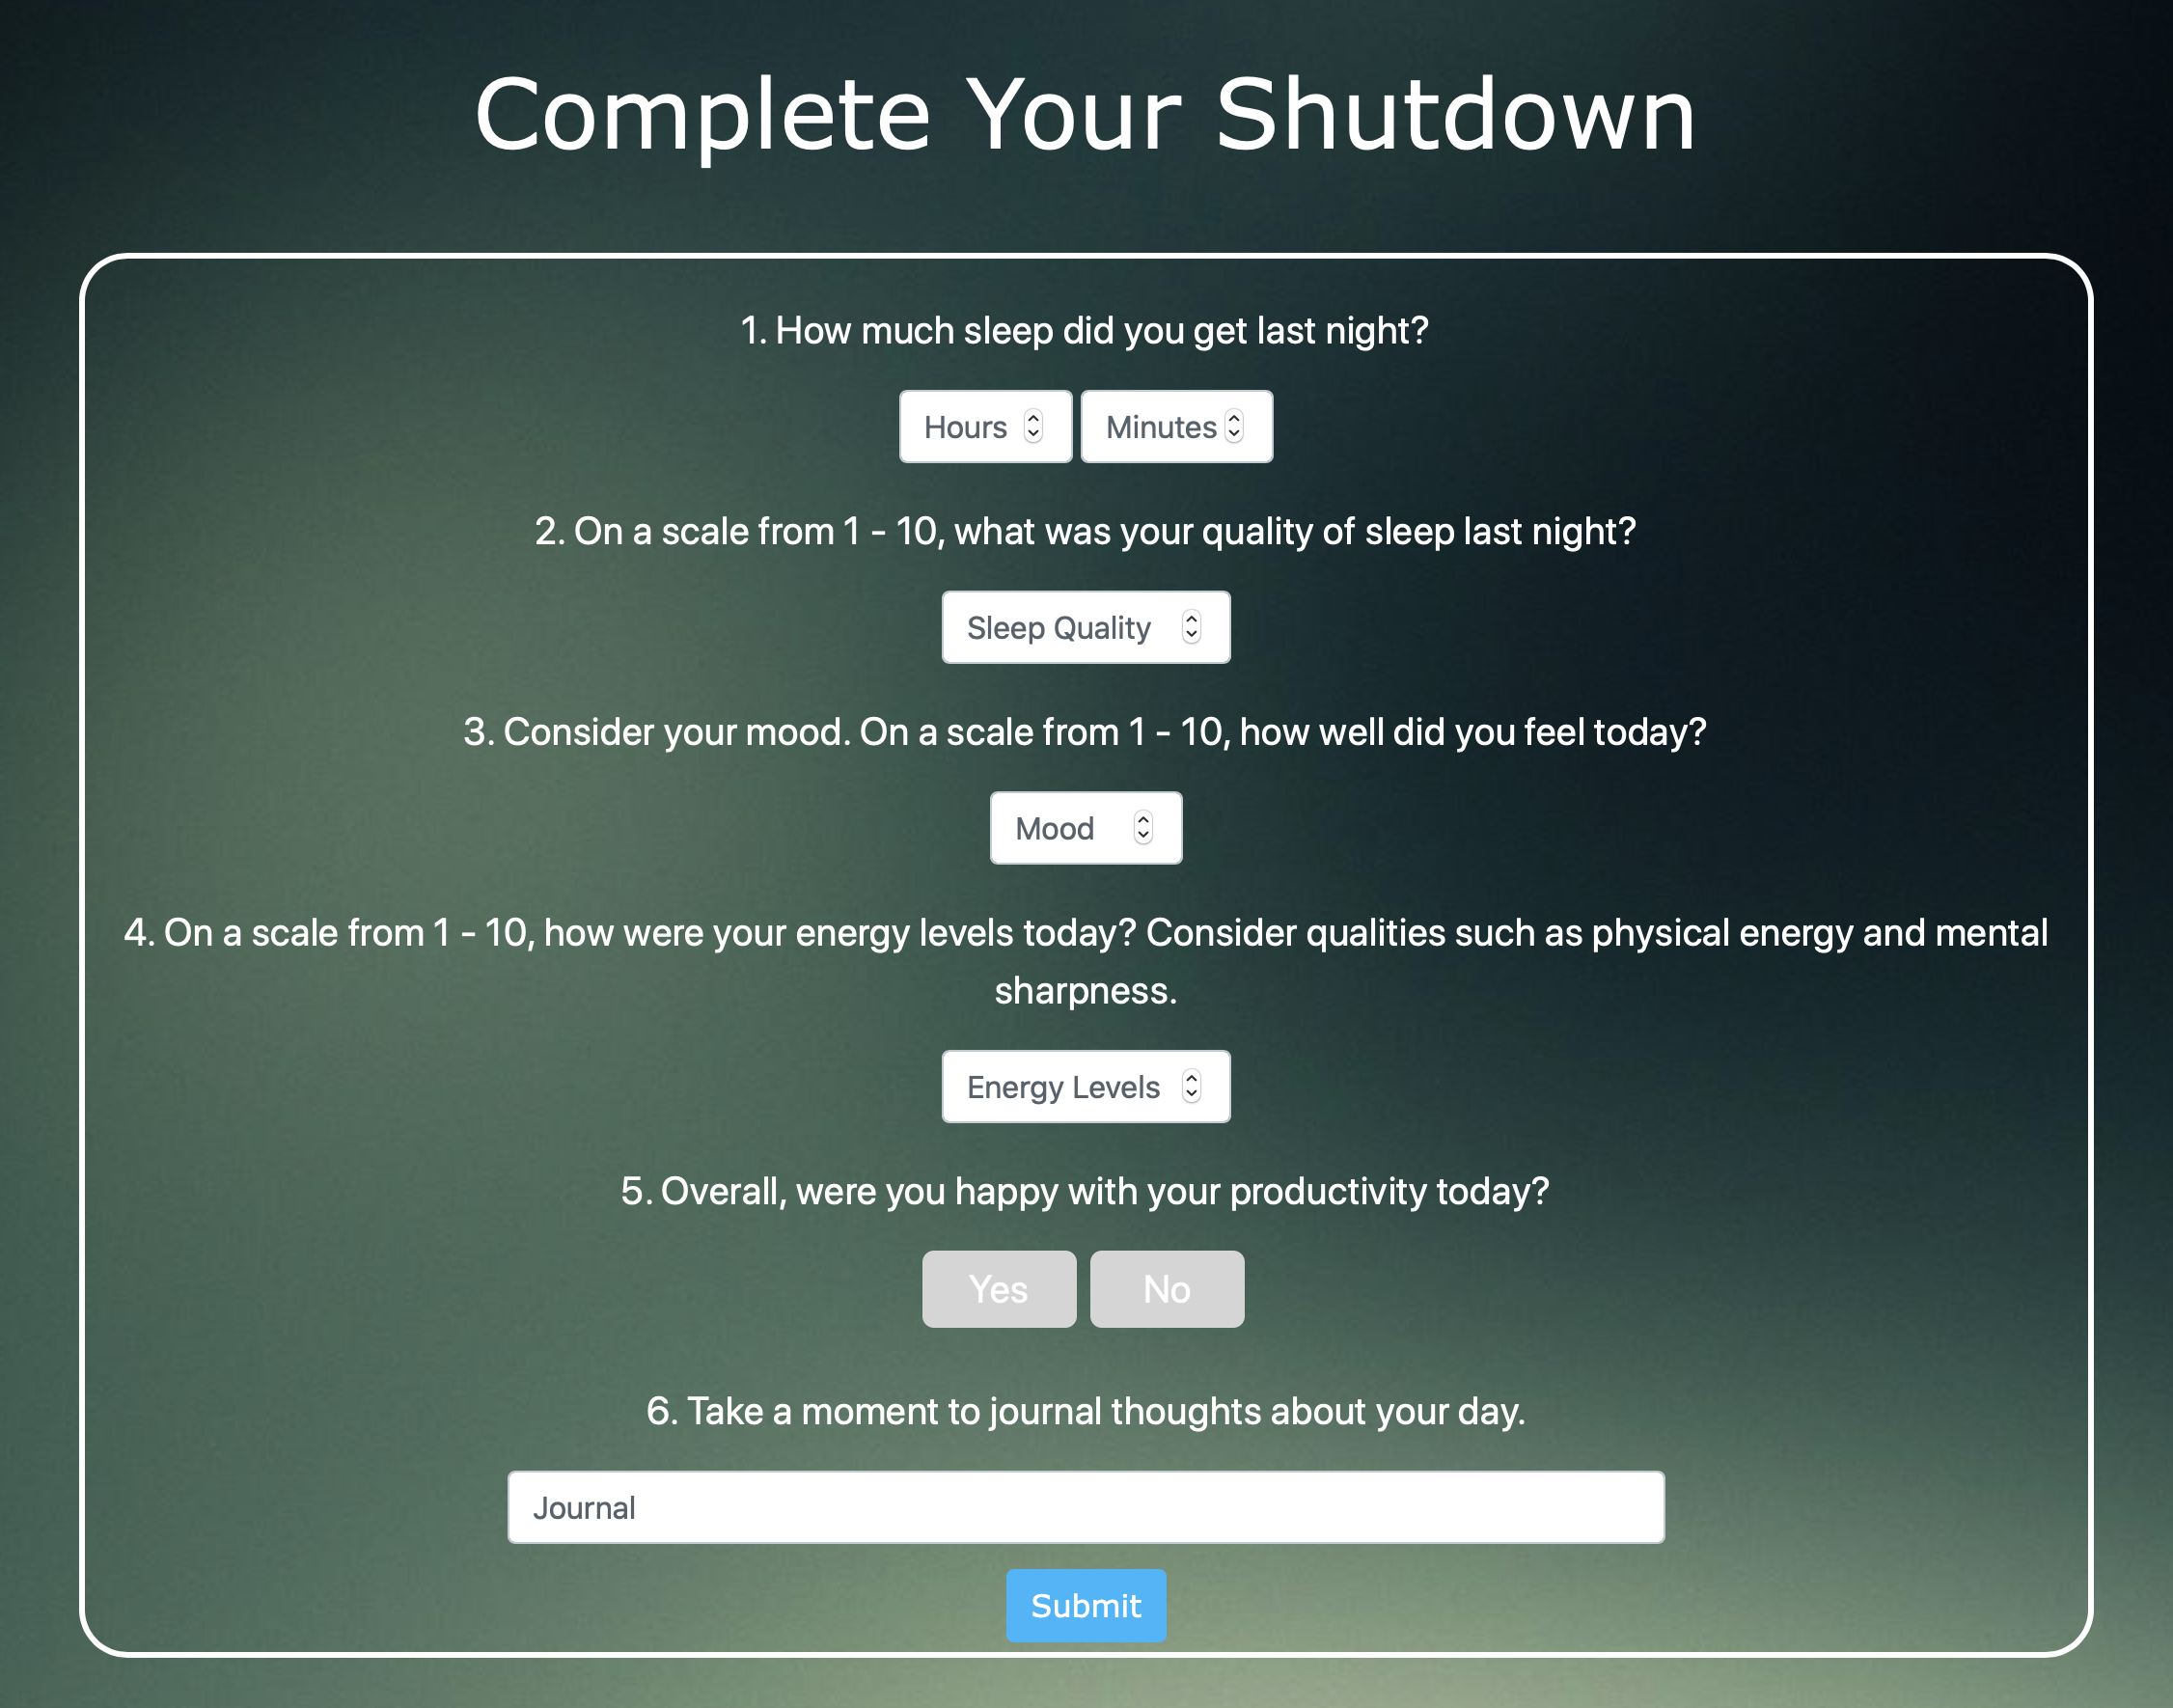 Complete Your Shutdown
1. How much sleep did you get last night?
Hours Minutes
2. On a scale from 1 - 10, what was your quality of sleep last night?
Sleep Quality
3. Consider your mood. On a scale from 1 - 10, how well did you feel today?
Mood
4. On a scale from 1 - 10, how were your energy levels today? Consider qualities such as physical energy and mental
sharpness.
Energy Levels
5. Overall, were you happy with your productivity today?
Yes No
6. Take a moment to journal thoughts about your day.
Journal
Submit